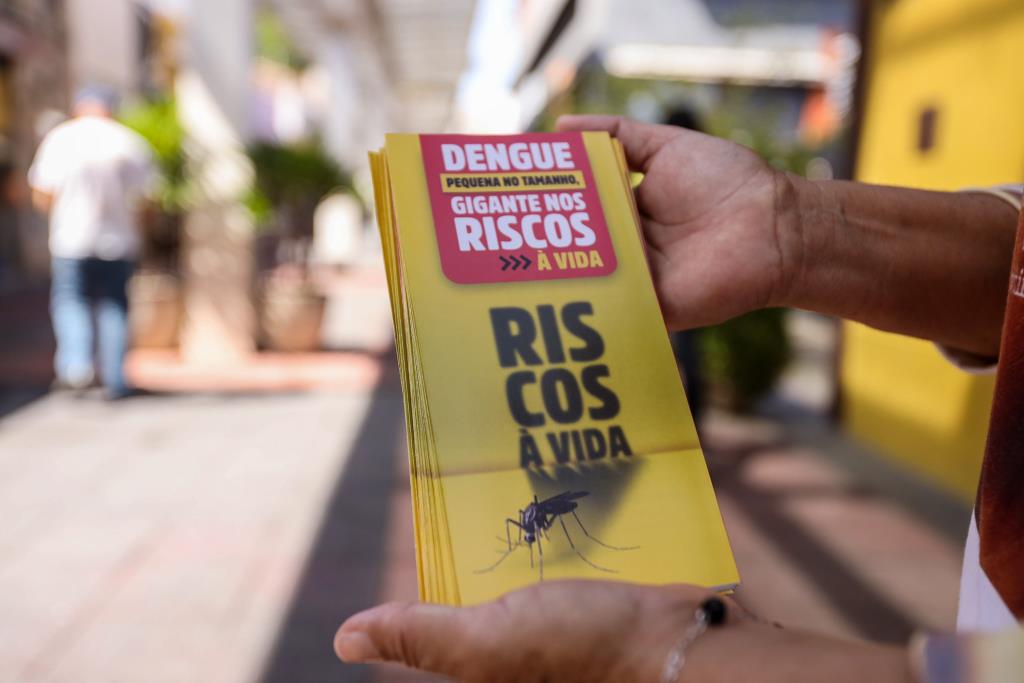 DENGUE
PEQUENA NO TAMANHO,
GIGANTE NOS
RISCOS
>>> À VIDA
RIS
COS
À VIDA